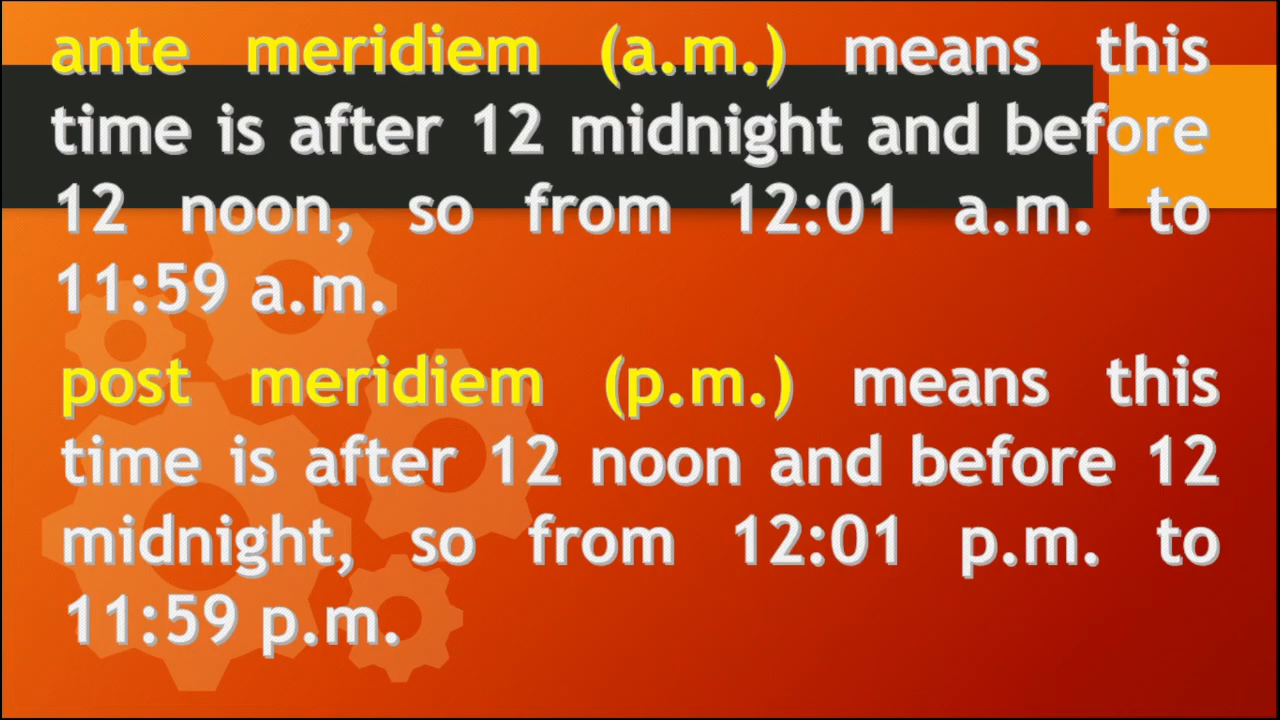 ante meridiem (a.m.) means this
time is after 12 midnight and before
12 noon, so from 12:01 a.m. to
11:59 a.m.
post meridiem (p.m.) means this
time is after 12 noon and before 12
midnight, so from 12:01 p.m. to
11:59 p.m.